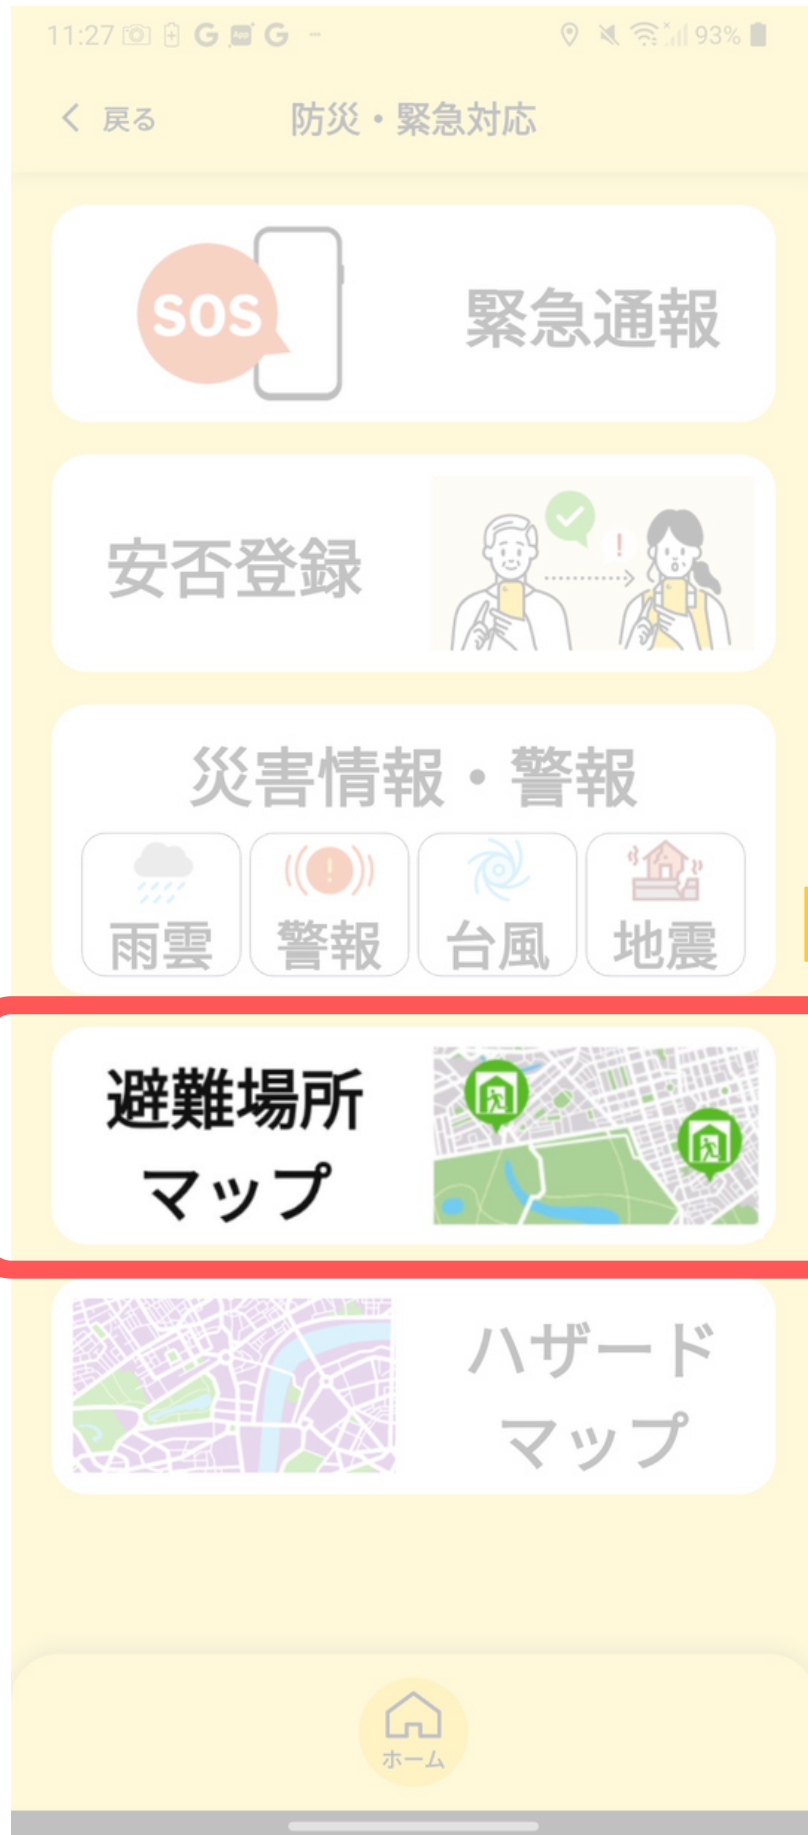 11:27 93%
戻る 防災・緊急対応
SOS 緊急通報
安否登録
災害情報・警報
雨雲 警報 台風 地震
避難場所
マップ
ハザード
マップ
ホーム